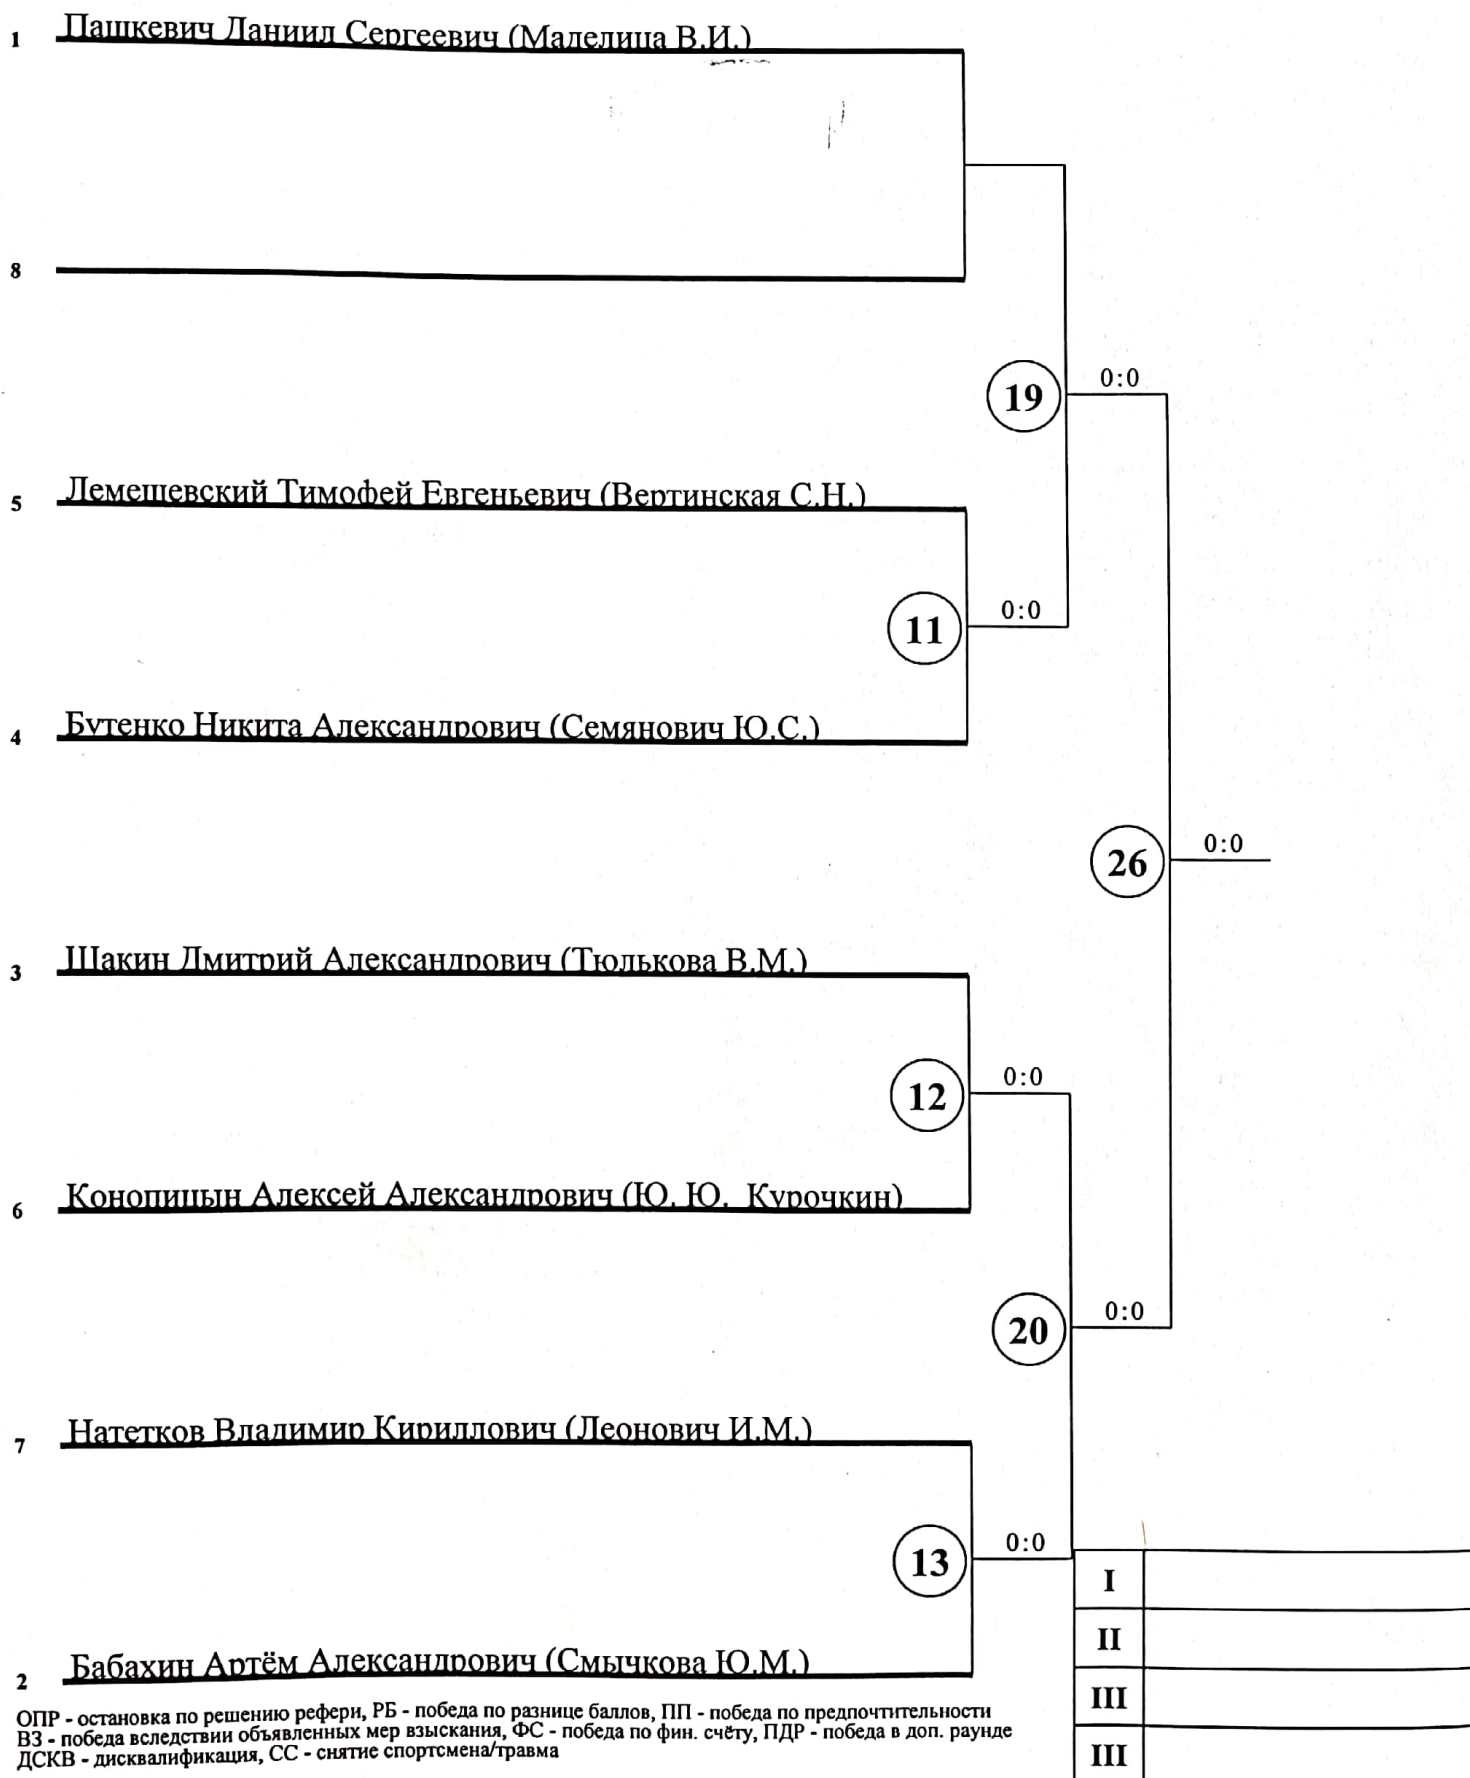 1 Пашкевич Даниил Сергеевич (Маделица В.И.)
8
19 0:0
5 Лемешевский Тимофей Евгеньевич (Вертинская С.Н.)
11 0:0
4 Бутенко Никита Александрович (Семянович Ю.С.)
26 0:0
3 Шакин Дмитрий Александрович (Тюлькова В.М.)
12 0:0
6 Конопицын Алексей Александрович (Ю. Ю. Курочкин)
20 0:0
7 Натетков Владимир Кириллович (Леонович И.М.)
13 0:0
I
II
2 Бабахин Артём Александрович (Смычкова Ю.М.)
III
III
ОПР - остановка по решению рефери, РБ - победа по разнице баллов, ПП - победа по предпочтительности
ВЗ - победа вследствии объявленных мер взыскания, ФС - победа по фин. счёту, ПДР - победа в доп. раунде
ДСКВ - дисквалификация, СС - снятие спортсмена/травма